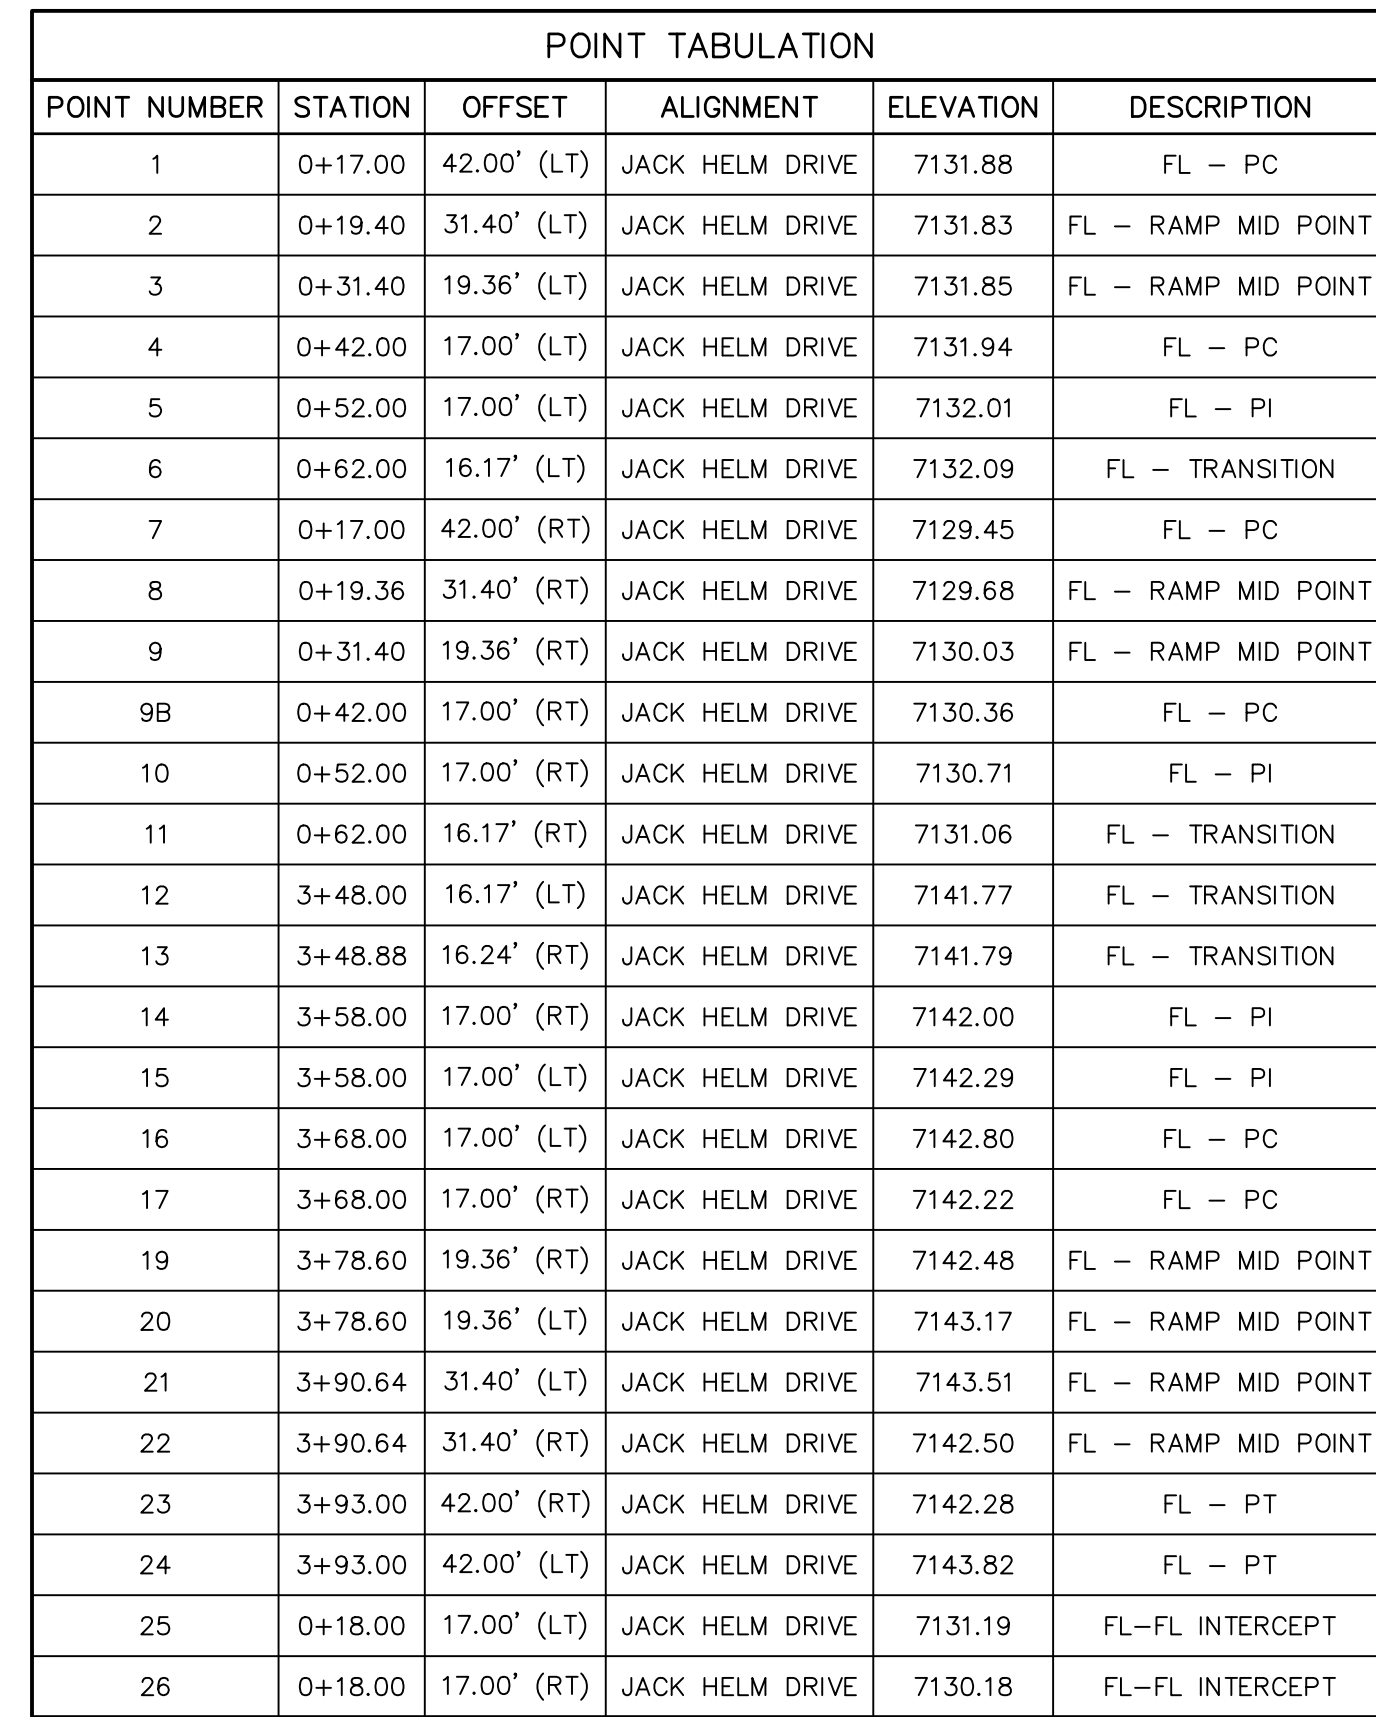 POINT TABULATION
POINT NUMBER STATION OFFSET ALIGNMENT ELEVATION DESCRIPTION
1 0+17.00 42.00' (LT) JACK HELM DRIVE 7131.88 FL – PC
2 0+19.40 31.40' (LT) JACK HELM DRIVE 7131.83 FL – RAMP MID POINT
3 0+31.40 19.36' (LT) JACK HELM DRIVE 7131.85 FL – RAMP MID POINT
4 0+42.00 17.00' (LT) JACK HELM DRIVE 7131.94 FL – PC
5 0+52.00 17.00' (LT) JACK HELM DRIVE 7132.01 FL – PI
6 0+62.00 16.17' (LT) JACK HELM DRIVE 7132.09 FL – TRANSITION
7 0+17.00 42.00' (RT) JACK HELM DRIVE 7129.45 FL – PC
8 0+19.36 31.40' (RT) JACK HELM DRIVE 7129.68 FL – RAMP MID POINT
9 0+31.40 19.36' (RT) JACK HELM DRIVE 7130.03 FL – RAMP MID POINT
9B 0+42.00 17.00' (RT) JACK HELM DRIVE 7130.36 FL – PC
10 0+52.00 17.00' (RT) JACK HELM DRIVE 7130.71 FL – PI
11 0+62.00 16.17' (RT) JACK HELM DRIVE 7131.06 FL – TRANSITION
12 3+48.00 16.17' (LT) JACK HELM DRIVE 7141.77 FL – TRANSITION
13 3+48.88 16.24' (RT) JACK HELM DRIVE 7141.79 FL – TRANSITION
14 3+58.00 17.00' (RT) JACK HELM DRIVE 7142.00 FL – PI
15 3+58.00 17.00' (LT) JACK HELM DRIVE 7142.29 FL – PI
16 3+68.00 17.00' (LT) JACK HELM DRIVE 7142.80 FL – PC
17 3+68.00 17.00' (RT) JACK HELM DRIVE 7142.22 FL – PC
19 3+78.60 19.36' (RT) JACK HELM DRIVE 7142.48 FL – RAMP MID POINT
20 3+78.60 19.36' (LT) JACK HELM DRIVE 7143.17 FL – RAMP MID POINT
21 3+90.64 31.40' (LT) JACK HELM DRIVE 7143.51 FL – RAMP MID POINT
22 3+90.64 31.40' (RT) JACK HELM DRIVE 7142.50 FL – RAMP MID POINT
23 3+93.00 42.00' (RT) JACK HELM DRIVE 7142.28 FL – PT
24 3+93.00 42.00' (LT) JACK HELM DRIVE 7143.82 FL – PT
25 0+18.00 17.00' (LT) JACK HELM DRIVE 7131.19 FL–FL INTERCEPT
26 0+18.00 17.00' (RT) JACK HELM DRIVE 7130.18 FL–FL INTERCEPT